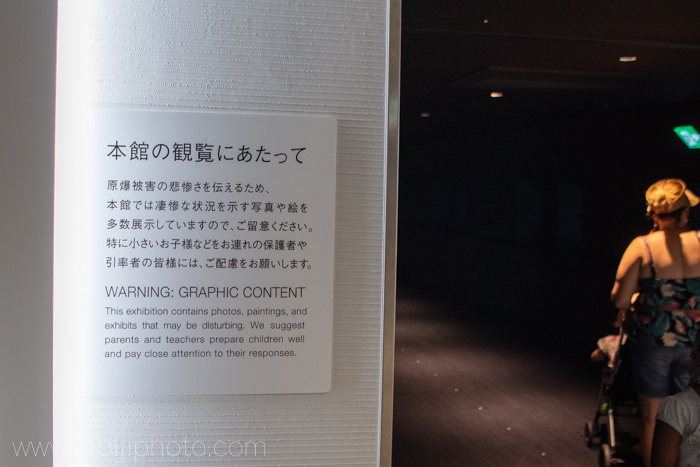 本館の観覧にあたって
原爆被害の悲惨さを伝えるため、
本館では凄惨な状況を示す写真や絵を
多数展示していますので、ご留意ください。
特に小さいお子様などをお連れの保護者や
引率者の皆様には、ご配慮をお願いします。
WARNING: GRAPHIC CONTENT
This exhibition contains photos, paintings, and
exhibits that may be disturbing. We suggest
parents and teachers prepare children well
and pay close attention to their responses.